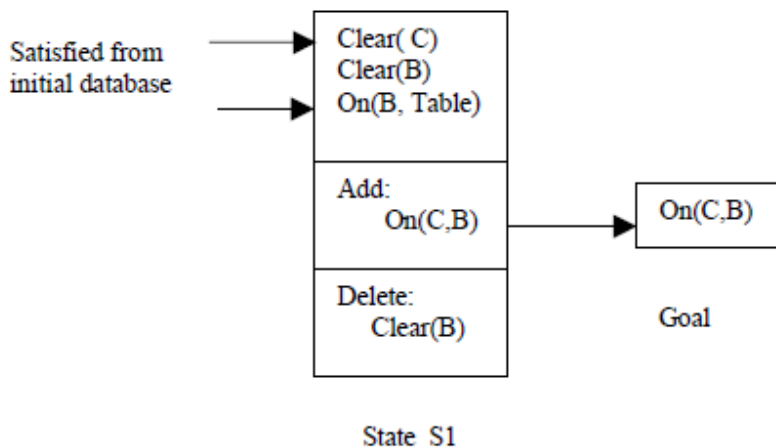 Satisfied from
initial database
Clear( C)
Clear(B)
On(B, Table)
Add:
On(C,B)
Delete:
Clear(B)
On(C,B)
Goal
State S1